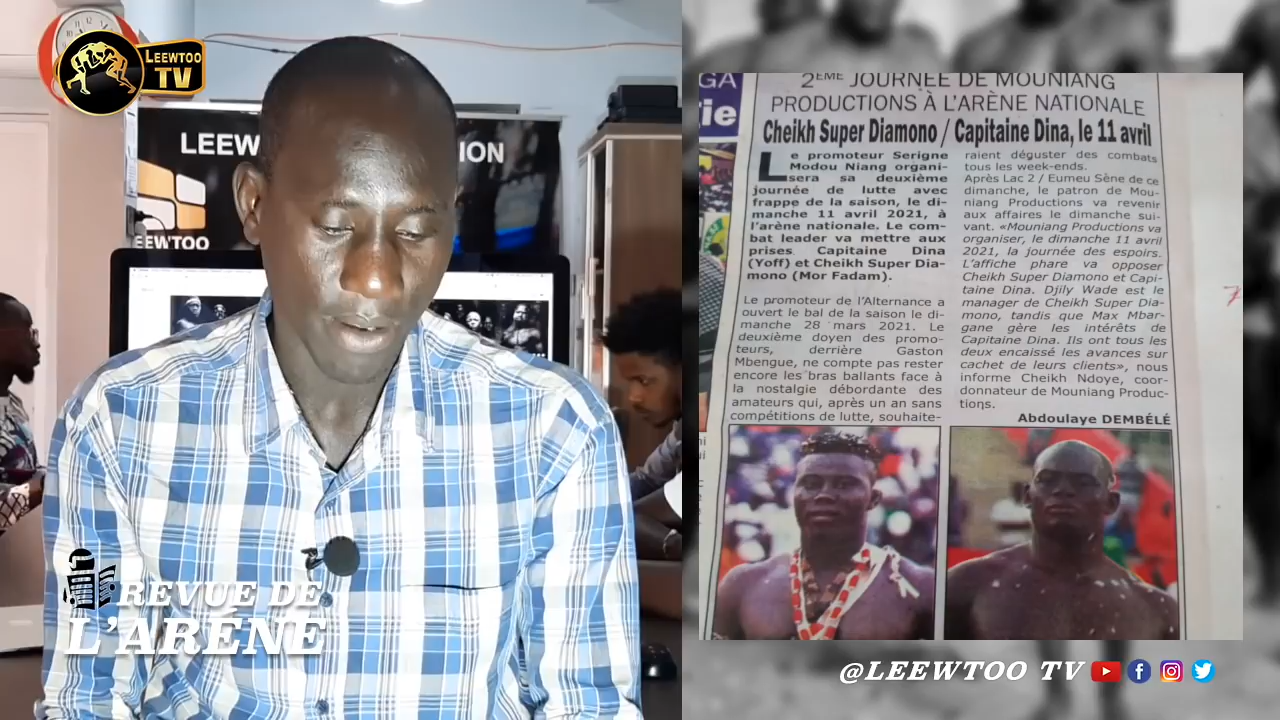 LEEWTOO
TV
LEEW
ION
EEWTOO
REVUE DE
L'ARÈNE
GA
ie
2ÈME JOURNÉE DE MOUNIANG
PRODUCTIONS À L'ARÈNE NATIONALE
Cheikh Super Diamono / Capitaine Dina, le 11 avril
Le promoteur Serigne
Modou Niang organi-
sera sa deuxième
journée de lutte avec
frappe de la saison, le di-
manche 11 avril 2021, à
l'arène nationale. Le com-
bat leader va mettre aux
prises Capitaine Dina
(Yoff) et Cheikh Super Dia-
mono (Mor Fadam).
Le promoteur de l'Alternance a
ouvert le bal de la saison le di-
manche 28 mars 2021. Le
deuxième doyen des promo-
teurs, derrière Gaston
Mbengue, ne compte pas rester
encore les bras ballants face à
la nostalgie débordante des
amateurs qui, après un an sans
compétitions de lutte, souhaite-
raient déguster des combats
tous les week-ends.
Après Lac 2 / Eumeu Sène de ce
dimanche, le patron de Mou-
niang Productions va revenir
aux affaires le dimanche sui-
vant. «Mouniang Productions va
organiser, le dimanche 11 avril
2021, la journée des espoirs.
L'affiche phare va opposer
Cheikh Super Diamono et Capi-
taine Dina. Djily Wade est le
manager de Cheikh Super Dia-
mono, tandis que Max Mbar-
gane gère les intérêts de
Capitaine Dina. Ils ont tous les
deux encaissé les avances sur
cachet de leurs clients», nous
informe Cheikh Ndoye, coor-
donnateur de Mouniang Produc-
tions.
Abdoulaye DEMBÉLÉ
@LEEWTOO TV